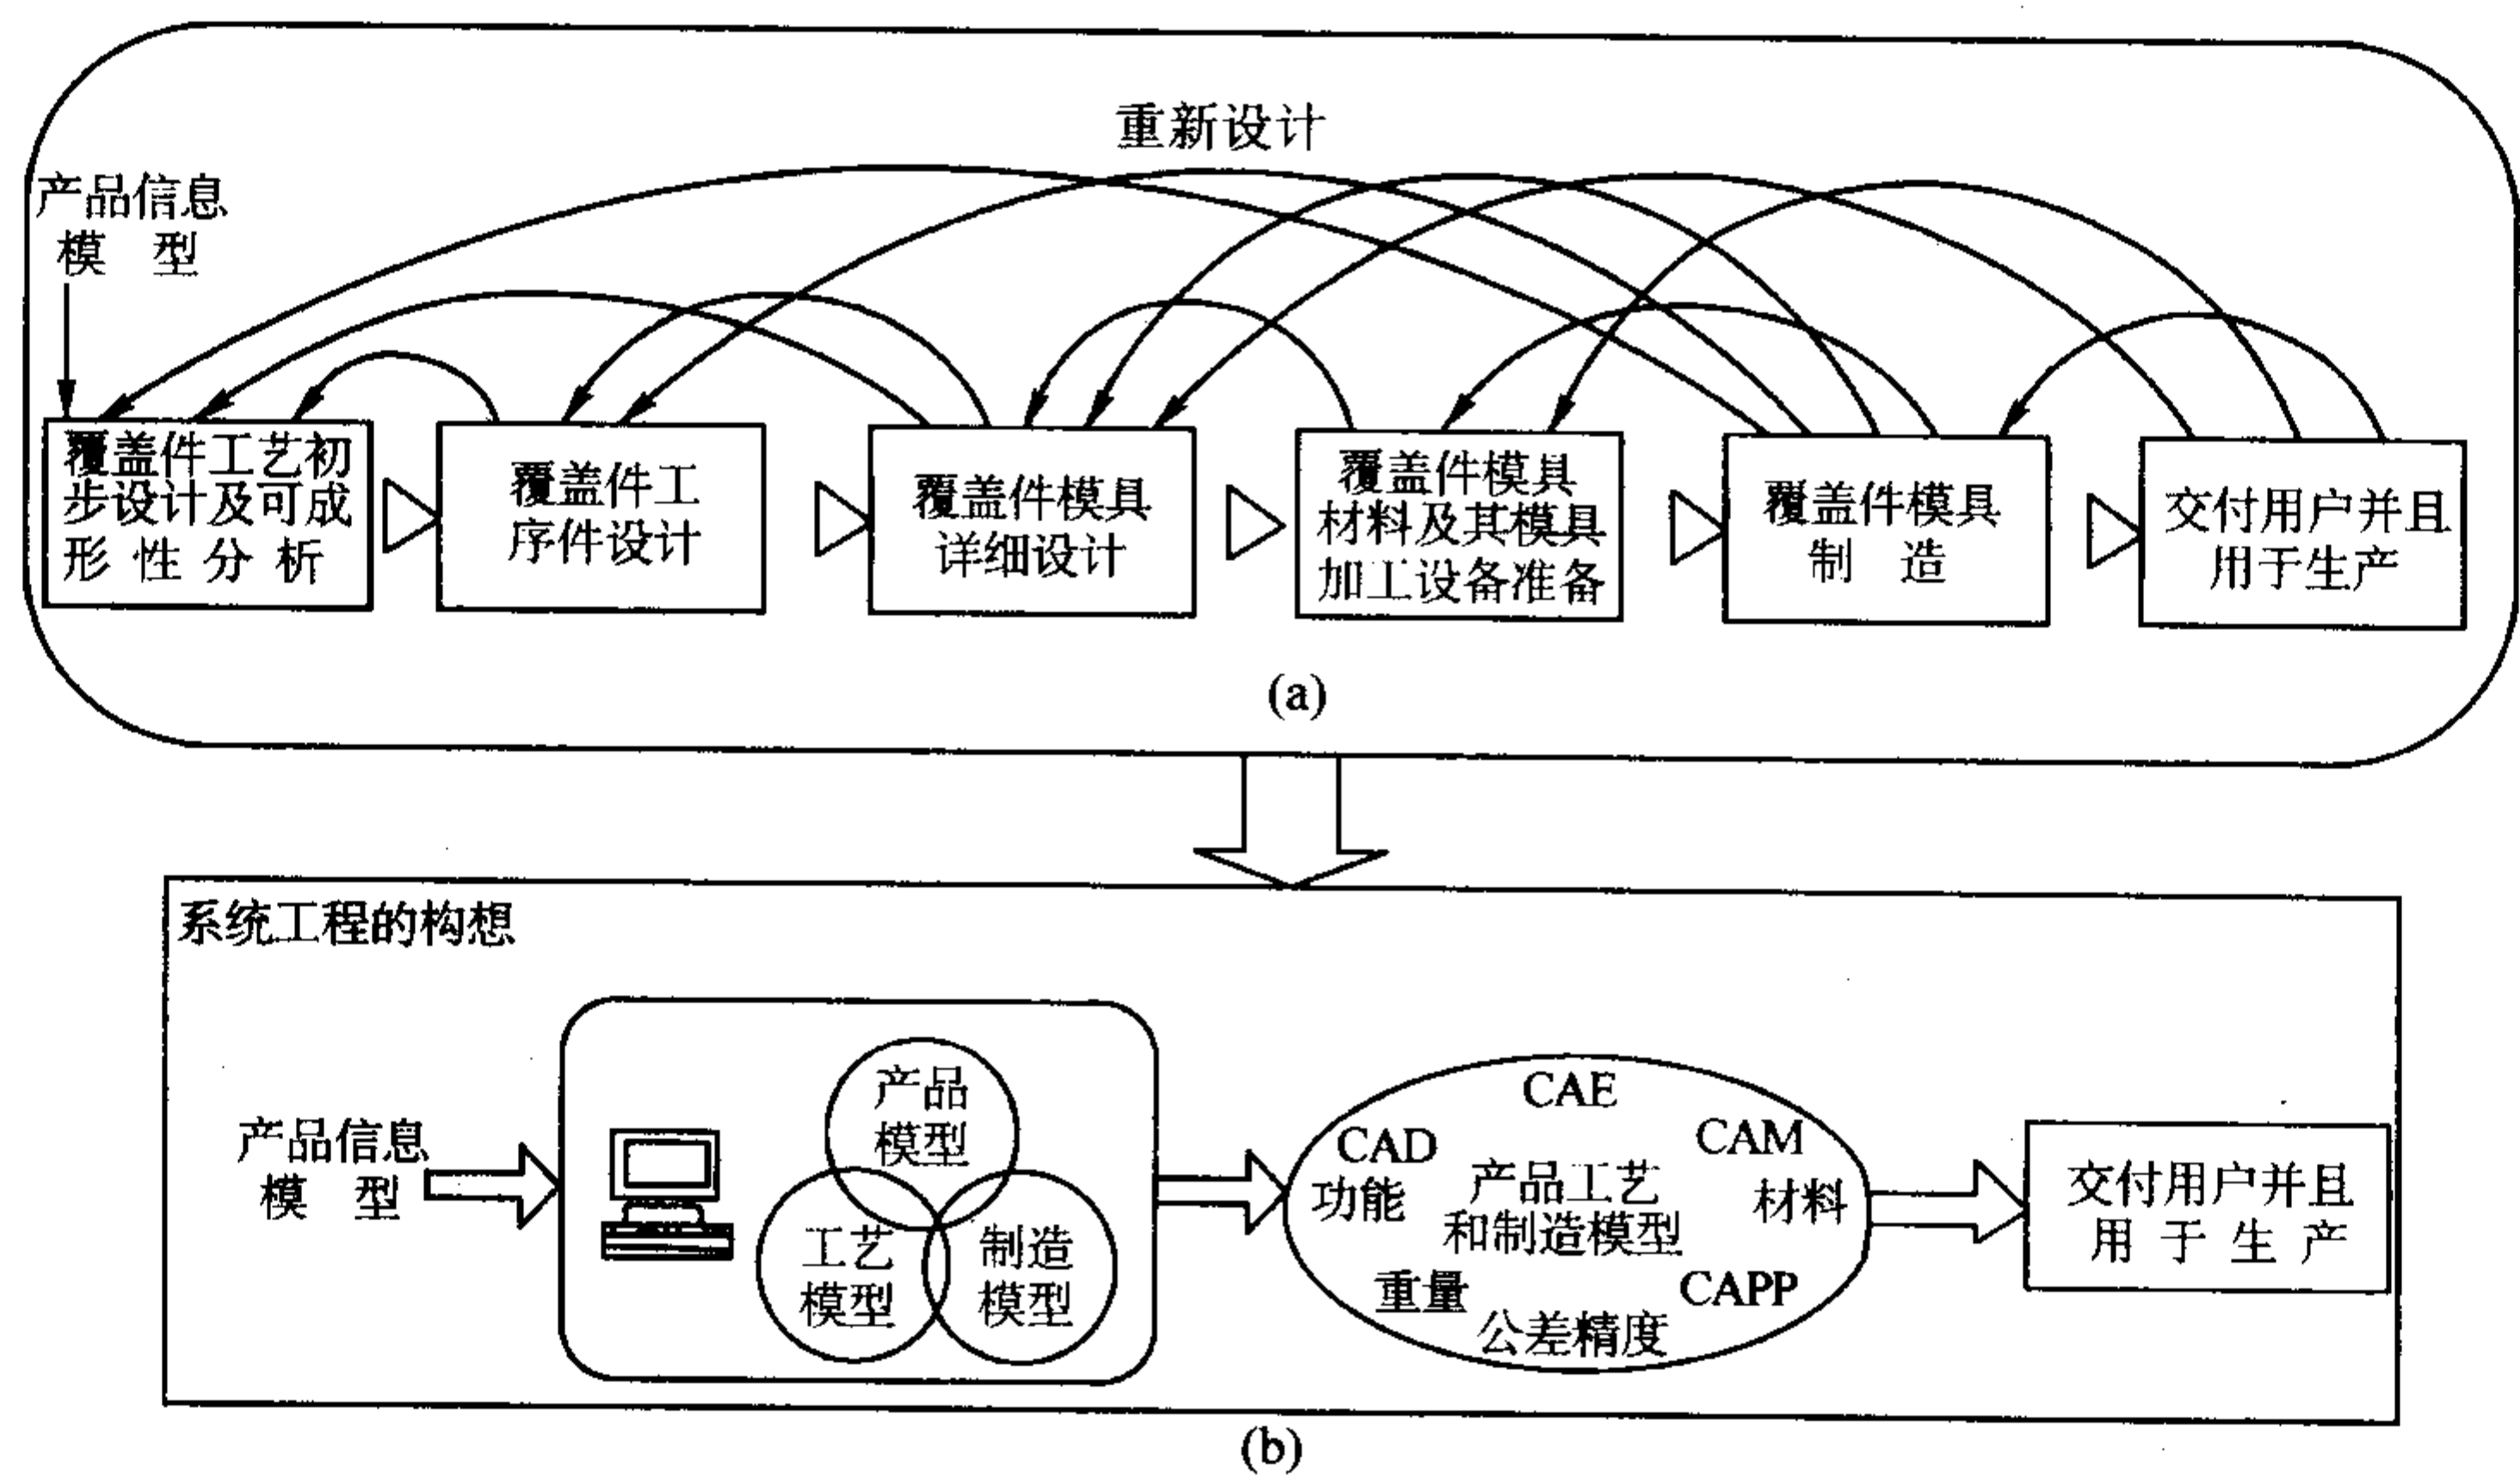 重新设计
产品信息
模 型
覆盖件工艺初
步设计及可成
形 性 分 析
覆盖件工
序件设计
覆盖件模具
详细设计
覆盖件模具
材料及其模具
加工设备准备
覆盖件模具
制 造
交付用户并且
用于生产
(a)
系统工程的构想
产品信息
模 型
产品
模型
工艺
模型
制造
模型
CAE
CAD
CAM
功能
产品工艺
和制造模型
材料
重量
CAPP
公差精度
交付用户并且
用 于 生 产
(b)